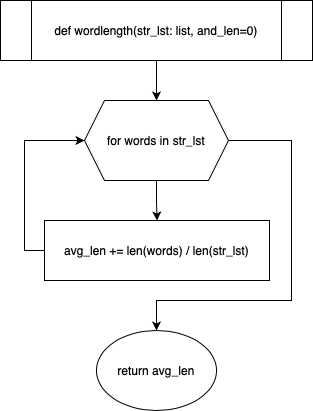 def wordlength(str_lst: list, and_len=0)
for words in str_lst
avg_len += len(words) / len(str_lst)
return avg_len